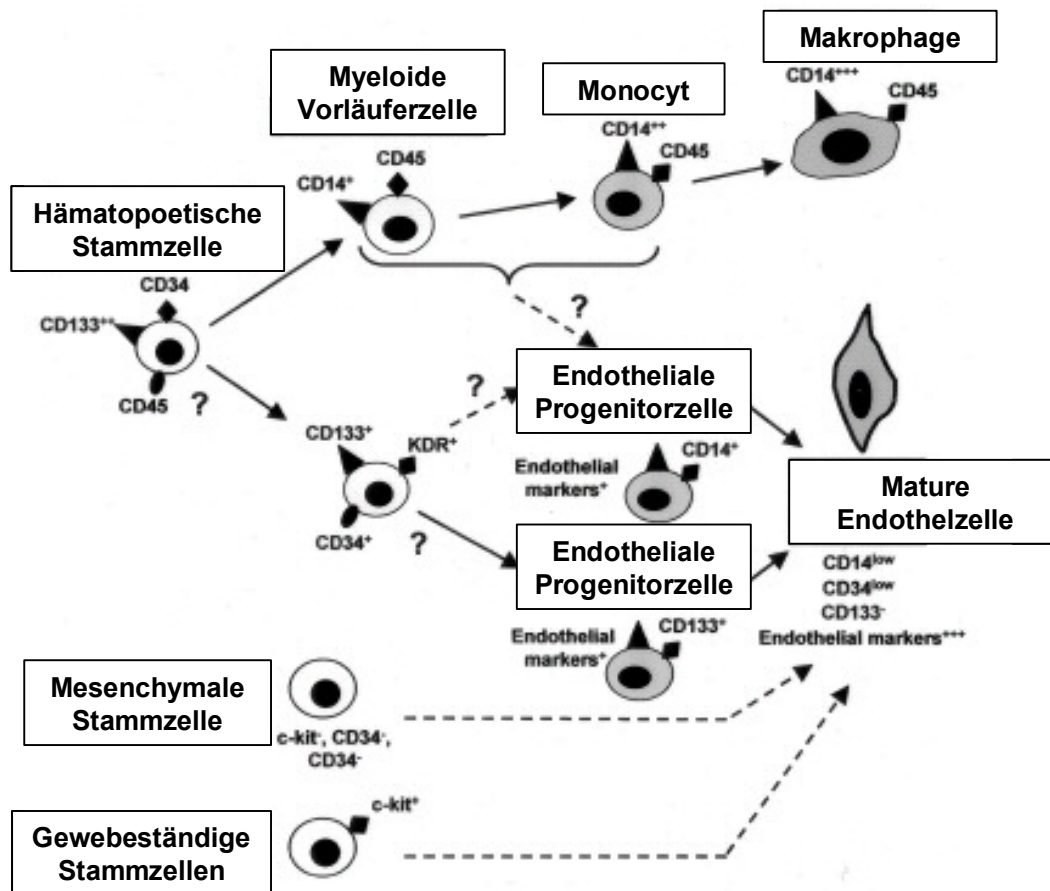 Makrophage
CD14+++
CD45
Myeloide
Vorläuferzelle
CD45
CD14+
Monocyt
CD14++
CD45
Hämatopoetische
Stammzelle
CD34
CD133++
CD45
?
?
CD133+
KDR+
CD34+
?
?
Endotheliale
Progenitorzelle
CD14+
Endothelial
markers+
Endotheliale
Progenitorzelle
CD133+
Endothelial
markers+
Mature
Endothelzelle
CD14low
CD34low
CD133-
Endothelial markers+++
Mesenchymale
Stammzelle
c-kit-, CD34-,
CD34-
Gewebeständige
Stammzellen
c-kit+